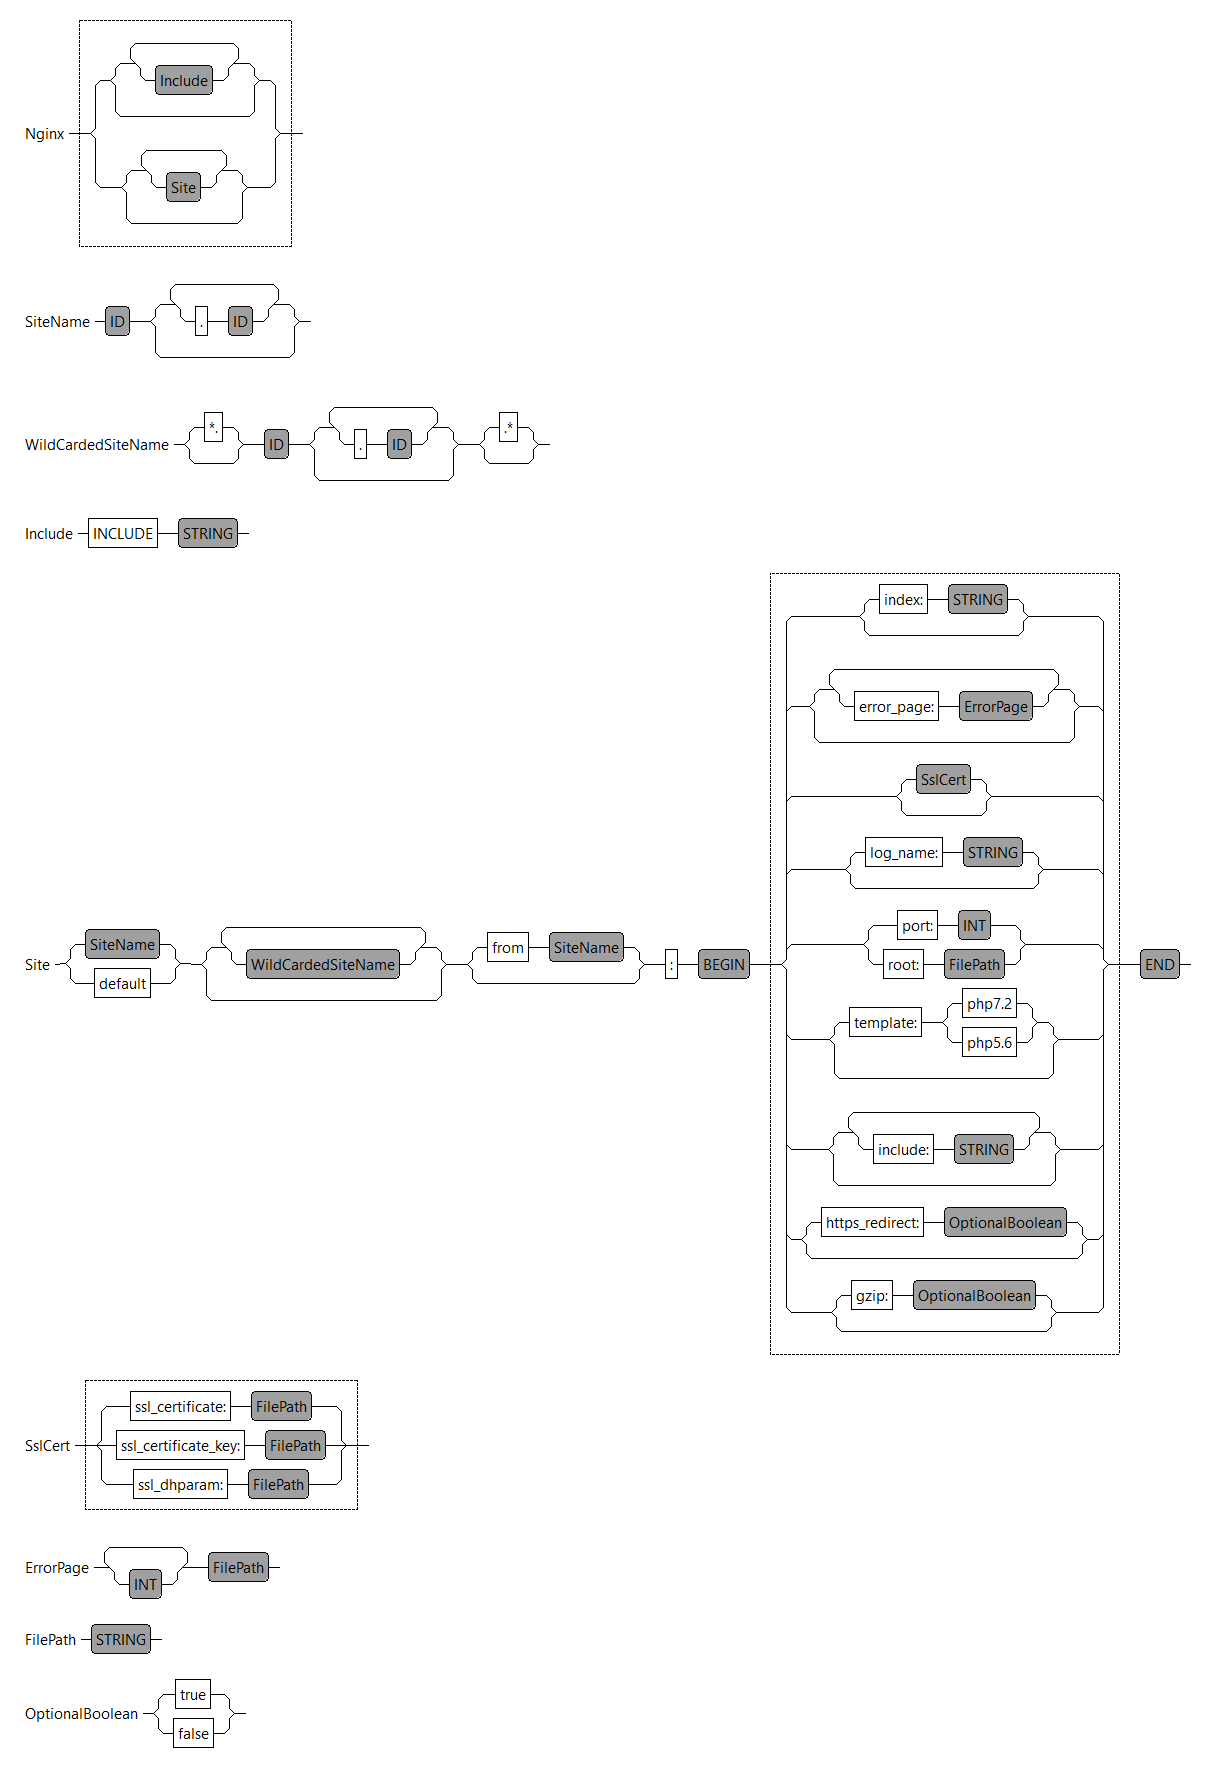 Include
Nginx
Site
SiteName ID . ID
WildCardedSiteName *. ID . ID .*
Include INCLUDE STRING
index: STRING
error_page: ErrorPage
SslCert
log_name: STRING
port: INT
root: FilePath
Site SiteName default WildCardedSiteName from SiteName : BEGIN END
template: php7.2 php5.6
include: STRING
https_redirect: OptionalBoolean
gzip: OptionalBoolean
ssl_certificate: FilePath
SslCert ssl_certificate_key: FilePath
ssl_dhparam: FilePath
ErrorPage INT FilePath
FilePath STRING
OptionalBoolean true false